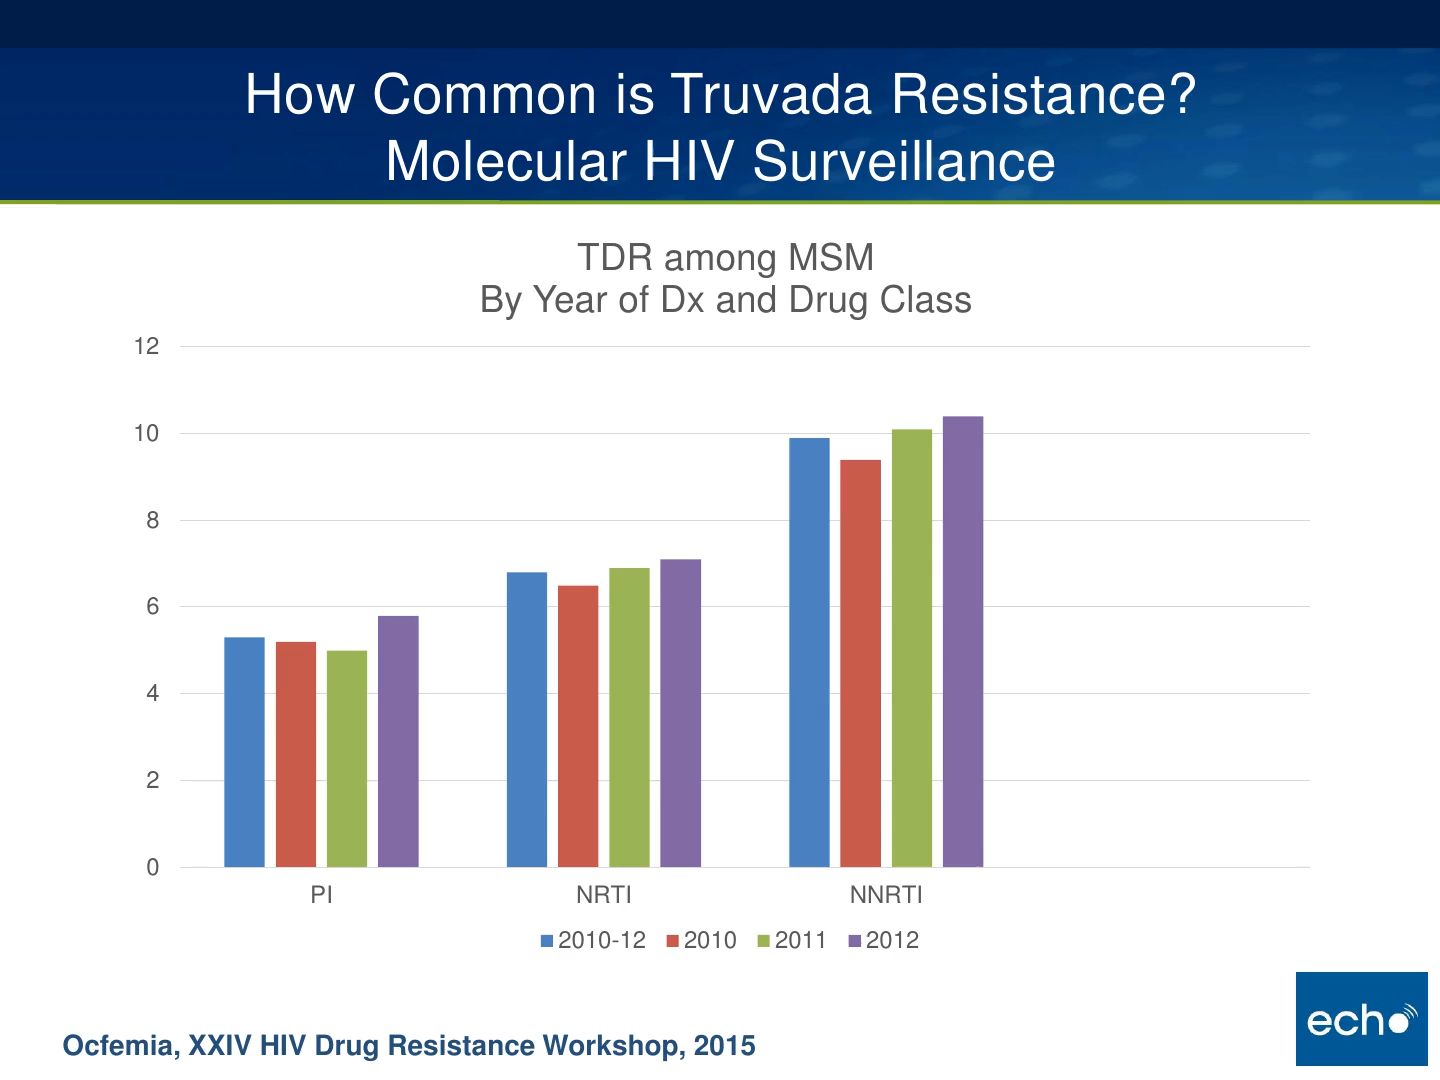 How Common is Truvada Resistance?
Molecular HIV Surveillance
TDR among MSM
By Year of Dx and Drug Class
12
10
8
6
4
2
0
PI NRTI NNRTI
2010-12 2010 2011 2012
echo
Ocfemia, XXIV HIV Drug Resistance Workshop, 2015